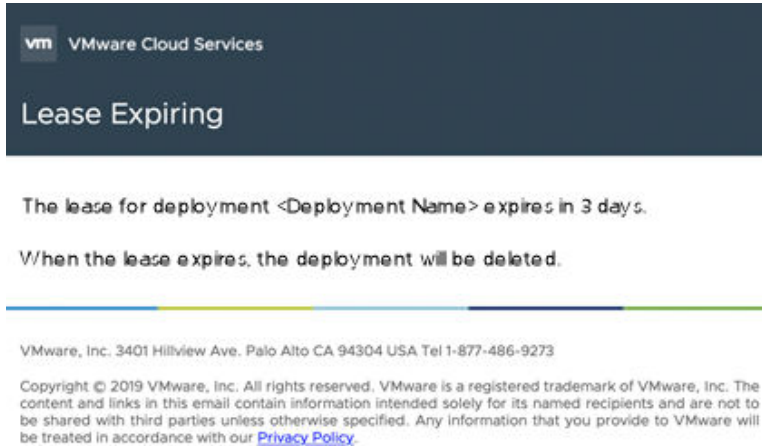 vm VMware Cloud Services
Lease Expiring
The lease for deployment <Deployment Name> expires in 3 days.
When the lease expires, the deployment will be deleted.
VMware, Inc. 3401 Hillview Ave. Palo Alto CA 94304 USA Tel 1-877-486-9273
Copyright © 2019 VMware, Inc. All rights reserved. VMware is a registered trademark of VMware, Inc. The
content and links in this email contain information intended solely for its named recipients and are not to
be shared with third parties unless otherwise specified. Any information that you provide to VMware will
be treated in accordance with our Privacy Policy.